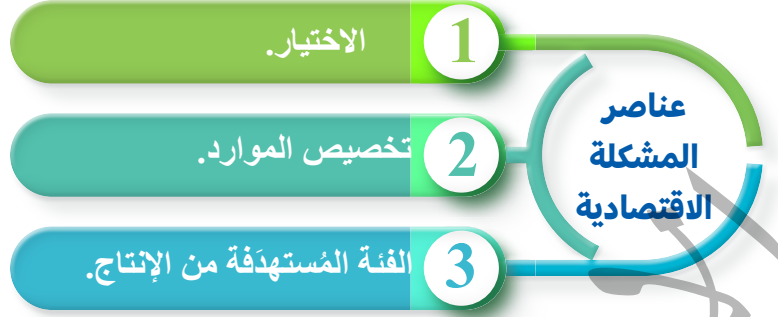 عناصر
المشكلة
الاقتصادية
1 الاختيار.
2 تخصيص الموارد.
3 الفئة المُستهدَفة من الإنتاج.